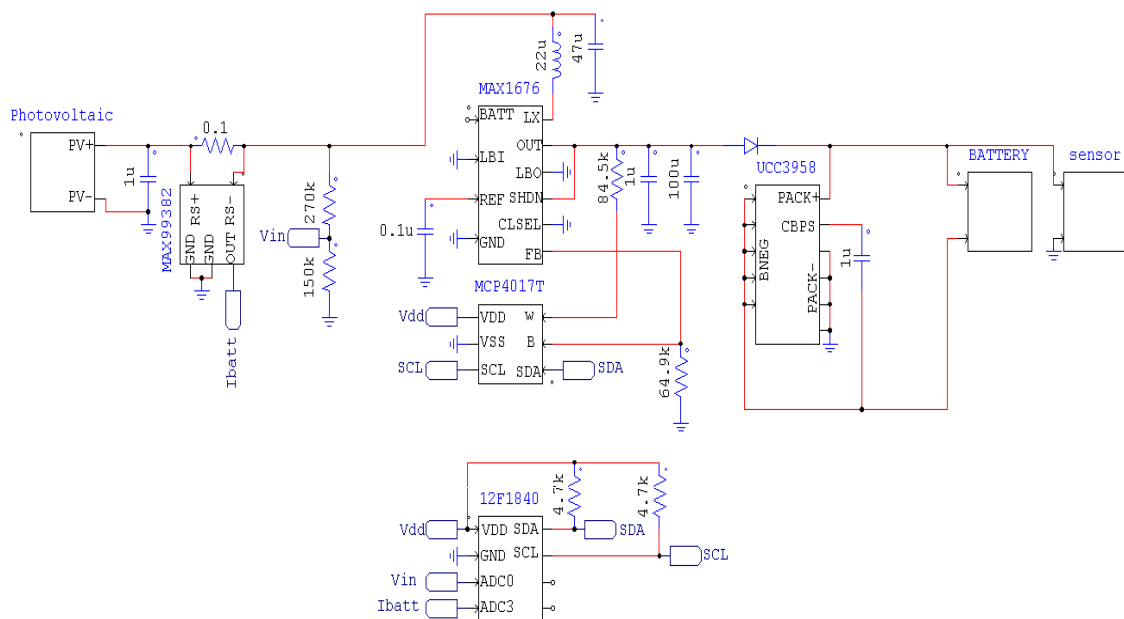 22u
47u
MAX1676
Photovoltaic
0.1
BATT
LX
PV+
OUT
UCC3958
BATTERY
sensor
1u
LBI
LBO
84.5k
1u
100u
PV-
RS+
RS-
270k
REF
SHDN
PACK+
MAX99382
Vin
0.1u
CLSEL
CBPS
GND
GND
OUT
GND
FB
BNEG
1u
150k
MCP4017T
PACK-
Vdd
VDD
W
VSS
B
Ibatt
SCL
SCL
SDA
SDA
64.9k
12F1840
4.7k
4.7k
Vdd
VDD
SDA
SDA
GND
SCL
SCL
Vin
ADC0
Ibatt
ADC3